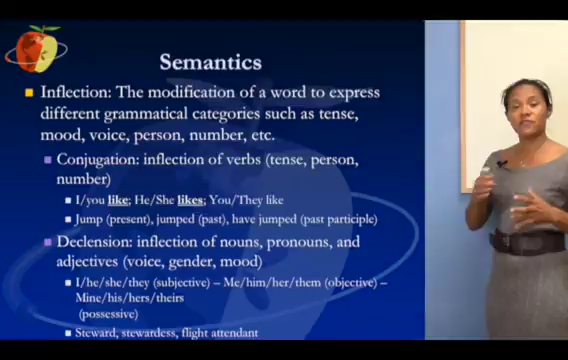 Semantics
Inflection: The modification of a word to express
different grammatical categories such as tense,
mood, voice, person, number, etc.
Conjugation: inflection of verbs (tense, person,
number)
I/you like; He/She likes; You/They like
Jump (present), jumped (past), have jumped (past participle)
Declension: inflection of nouns, pronouns, and
adjectives (voice, gender, mood)
I/he/she/they (subjective) – Me/him/her/them (objective) –
Mine/his/hers/theirs
(possessive)
Steward, stewardess, flight attendant